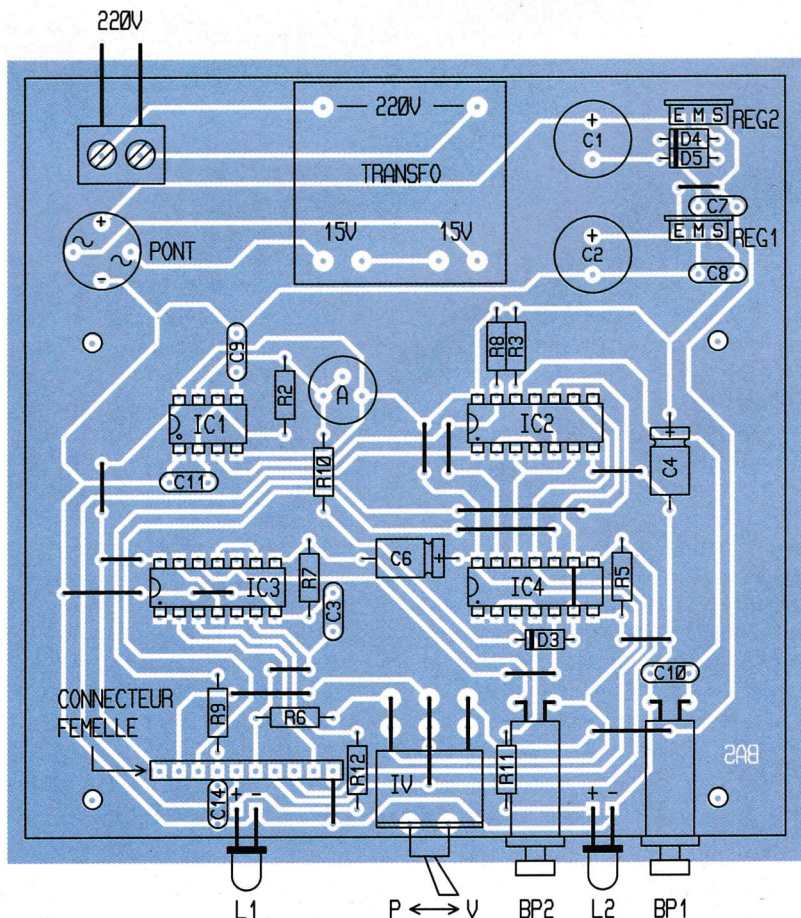 220V
220V
TRANSFO
15V 15V
+
C1
E M S REG2
D4
D5
C7
+
PONT
-
+
C2
E M S REG1
C8
C9
R2
A
R8 R3
IC1
IC2
C11
R10
+
C4
IC3
R7
C6 +
IC4
R5
C3
D3
C10
CONNECTEUR
FEMELLE
R9
R6
R12
IV
R11
BAS
C14
+ -
+ -
L1
P ↔ V
BP2
L2
BP1